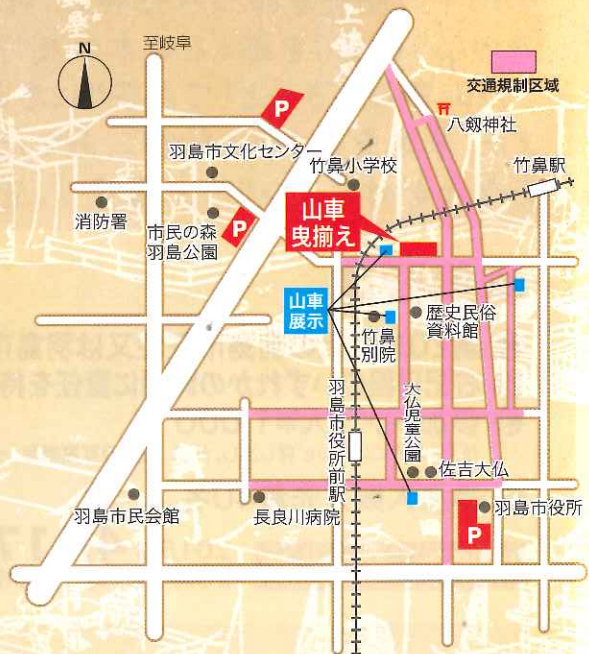 N
至岐阜
交通規制区域
P
八剱神社
羽島市文化センター
竹鼻小学校
竹鼻駅
消防署
市民の森
羽島公園
P
山車
曳揃え
山車
展示
竹鼻
別院
歴史民俗
資料館
羽島市役所前駅
大仏児童公園
佐吉大仏
羽島市民会館
長良川病院
羽島市役所
P